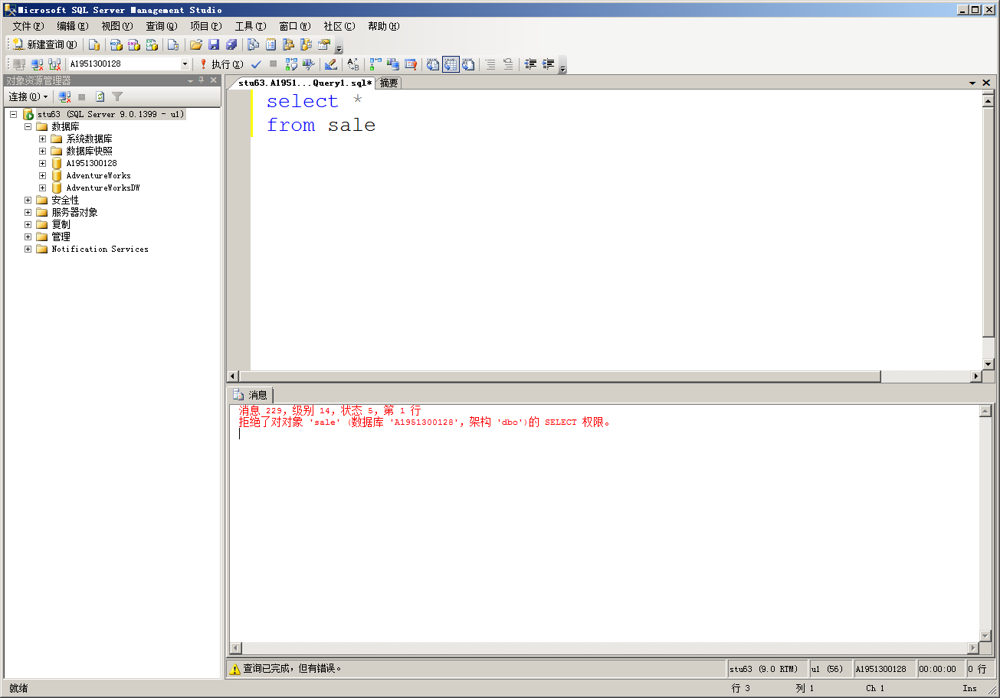 Microsoft SQL Server Management Studio
文件(F) 编辑(E) 视图(V) 查询(Q) 项目(P) 工具(T) 窗口(W) 社区(C) 帮助(H)
新建查询(N)
A1951300128 执行(X)
对象资源管理器
连接(O)
stu63 (SQL Server 9.0.1399 - u1)
数据库
系统数据库
数据库快照
A1951300128
AdventureWorks
AdventureWorksDW
安全性
服务器对象
复制
管理
Notification Services
stu63.A1951...Query1.sql* 摘要
select *
from sale
消息
消息 229，级别 14，状态 5，第 1 行
拒绝了对对象 'sale' (数据库 'A1951300128'，架构 'dbo')的 SELECT 权限。
查询已完成，但有错误。 stu63 (9.0 RTM) u1 (56) A1951300128 00:00:00 0 行
就绪 行 3 列 1 Ch 1 Ins